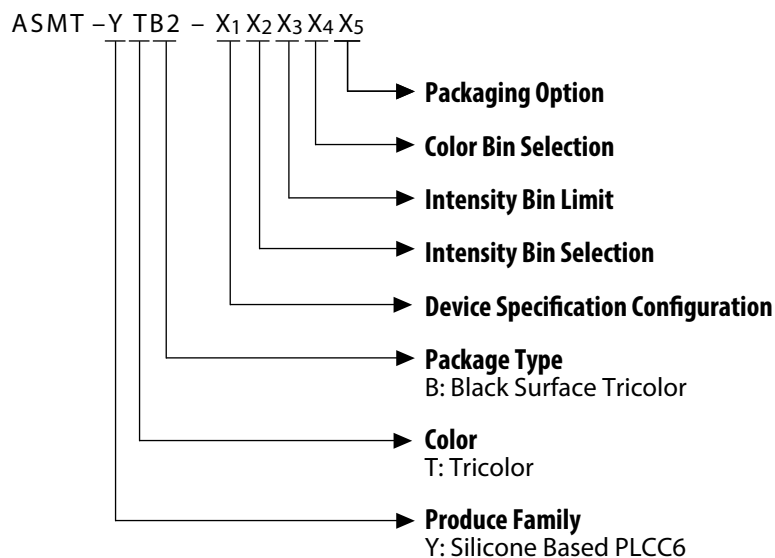 ASMT – Y T B 2 – X1 X2 X3 X4 X5
Packaging Option
Color Bin Selection
Intensity Bin Limit
Intensity Bin Selection
Device Specification Configuration
Package Type
B: Black Surface Tricolor
Color
T: Tricolor
Produce Family
Y: Silicone Based PLCC6